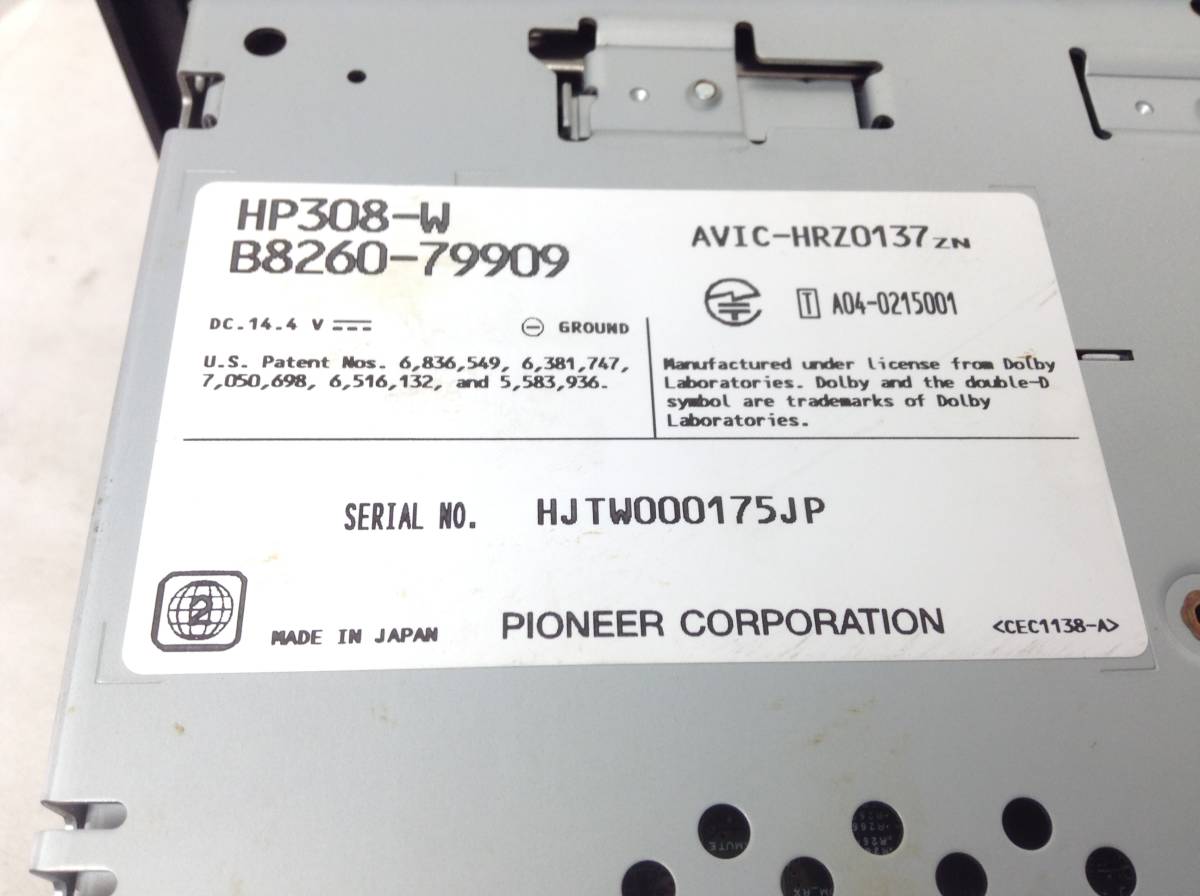 HP308-W
B8260-79909
AVIC-HRZ0137ZN
T A04-0215001
DC.14.4 V
⊖ GROUND
U.S. Patent Nos. 6,836,549, 6,381,747,
7,050,698, 6,516,132, and 5,583,936.
Manufactured under license from Dolby
Laboratories. Dolby and the double-D
symbol are trademarks of Dolby
Laboratories.
SERIAL NO. HJTW000175JP
2
MADE IN JAPAN
PIONEER CORPORATION
<CEC1138-A>
MUTE